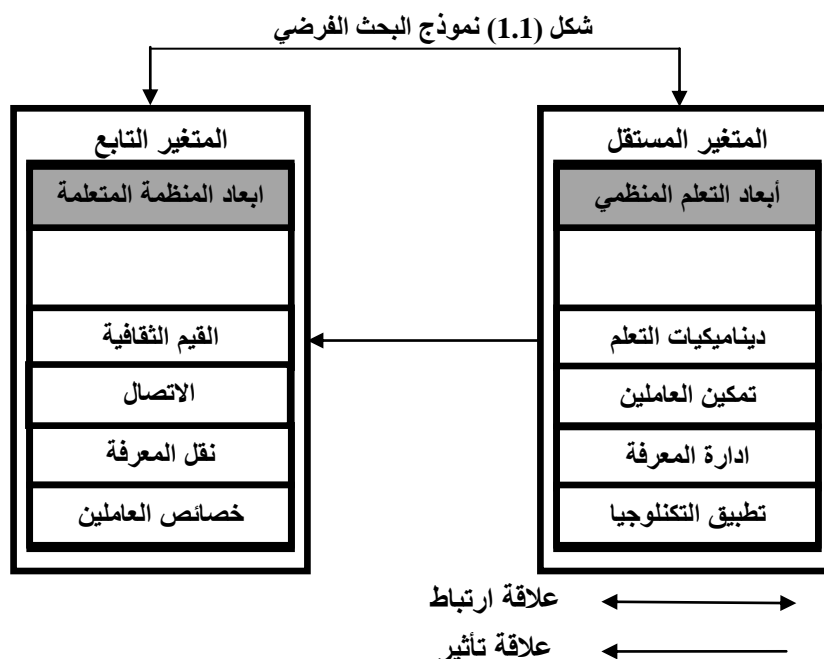 شكل (1.1) نموذج البحث الفرضي
المتغير المستقل
أبعاد التعلم المنظمي
ديناميكيات التعلم
تمكين العاملين
ادارة المعرفة
تطبيق التكنلوجيا
المتغير التابع
ابعاد المنظمة المتعلمة
القيم الثقافية
الاتصال
نقل المعرفة
خصائص العاملين
علاقة ارتباط
علاقة تأثير